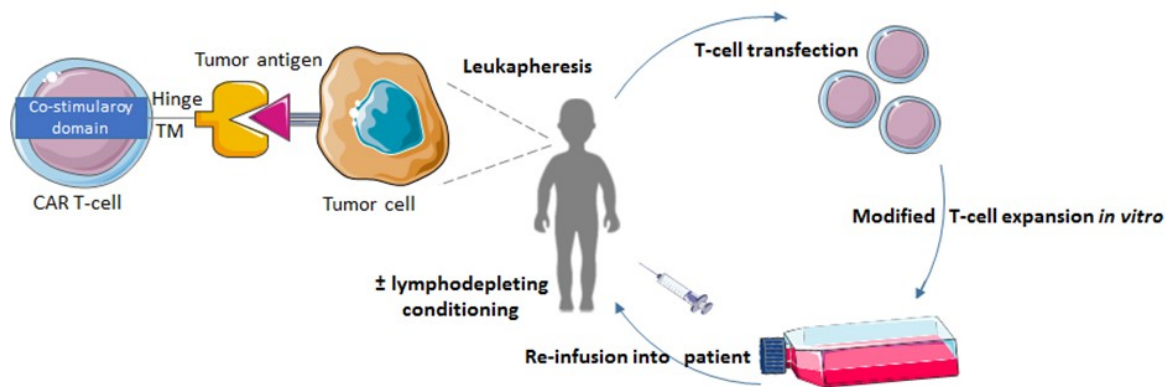 Tumor antigen
Co-stimularoy
domain
Hinge
TM
CAR T-cell
Tumor cell
Leukapheresis
T-cell transfection
Modified T-cell expansion in vitro
± lymphodepleting
conditioning
Re-infusion into patient